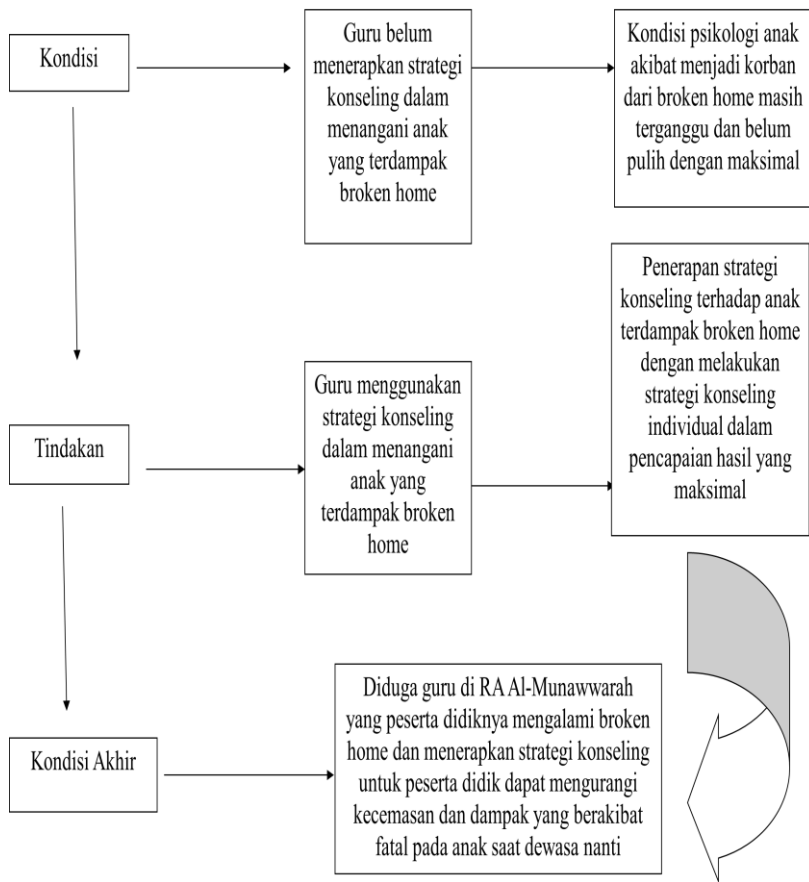 Kondisi
Guru belum
menerapkan strategi
konseling dalam
menangani anak
yang terdampak
broken home
Kondisi psikologi anak
akibat menjadi korban
dari broken home masih
terganggu dan belum
pulih dengan maksimal
Tindakan
Guru menggunakan
strategi konseling
dalam menangani
anak yang
terdampak broken
home
Penerapan strategi
konseling terhadap anak
terdampak broken home
dengan melakukan
strategi konseling
individual dalam
pencapaian hasil yang
maksimal
Kondisi Akhir
Diduga guru di RA Al-Munawwarah
yang peserta didiknya mengalami broken
home dan menerapkan strategi konseling
untuk peserta didik dapat mengurangi
kecemasan dan dampak yang berakibat
fatal pada anak saat dewasa nanti